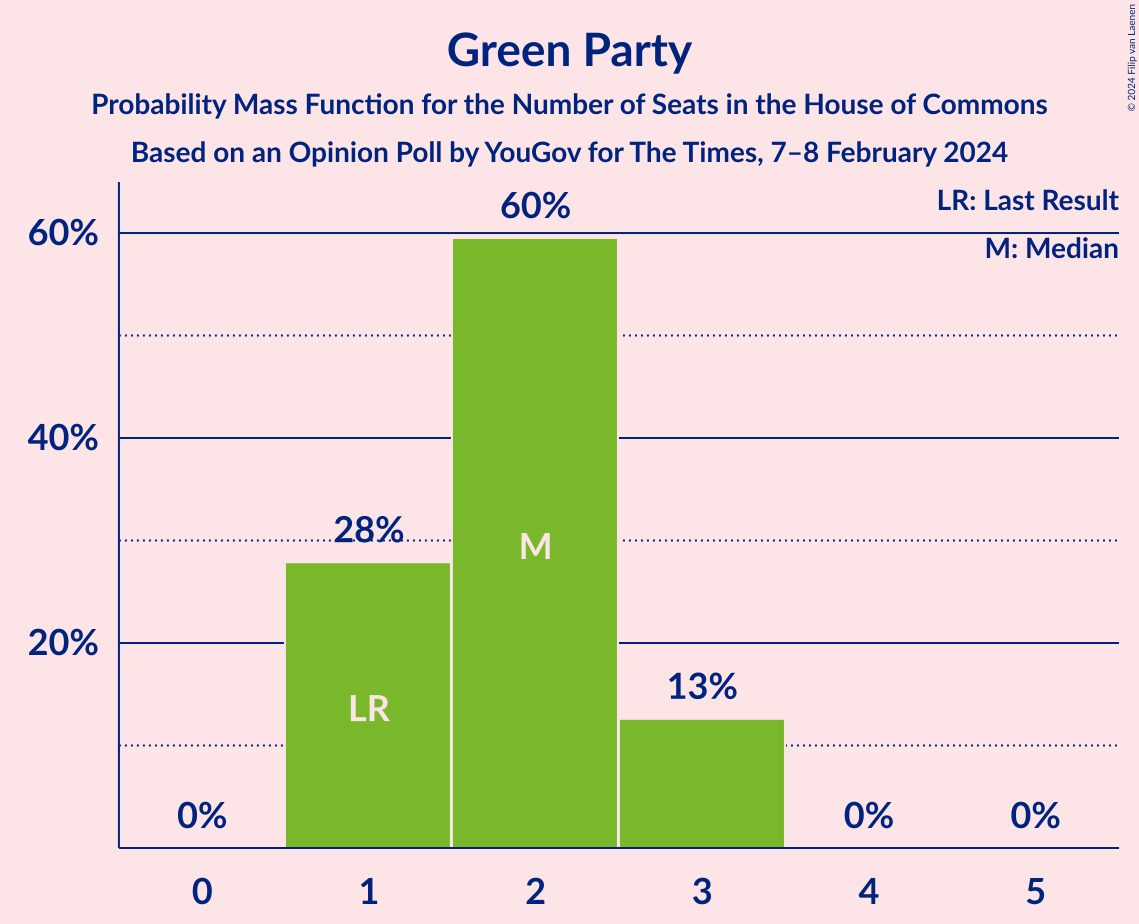 Green Party
Probability Mass Function for the Number of Seats in the House of Commons
Based on an Opinion Poll by YouGov for The Times, 7–8 February 2024
© 2024 Filip van Laenen
LR: Last Result
M: Median
60%
40%
20%
0%
28%
60%
13%
0%
0%
LR
M
0
1
2
3
4
5